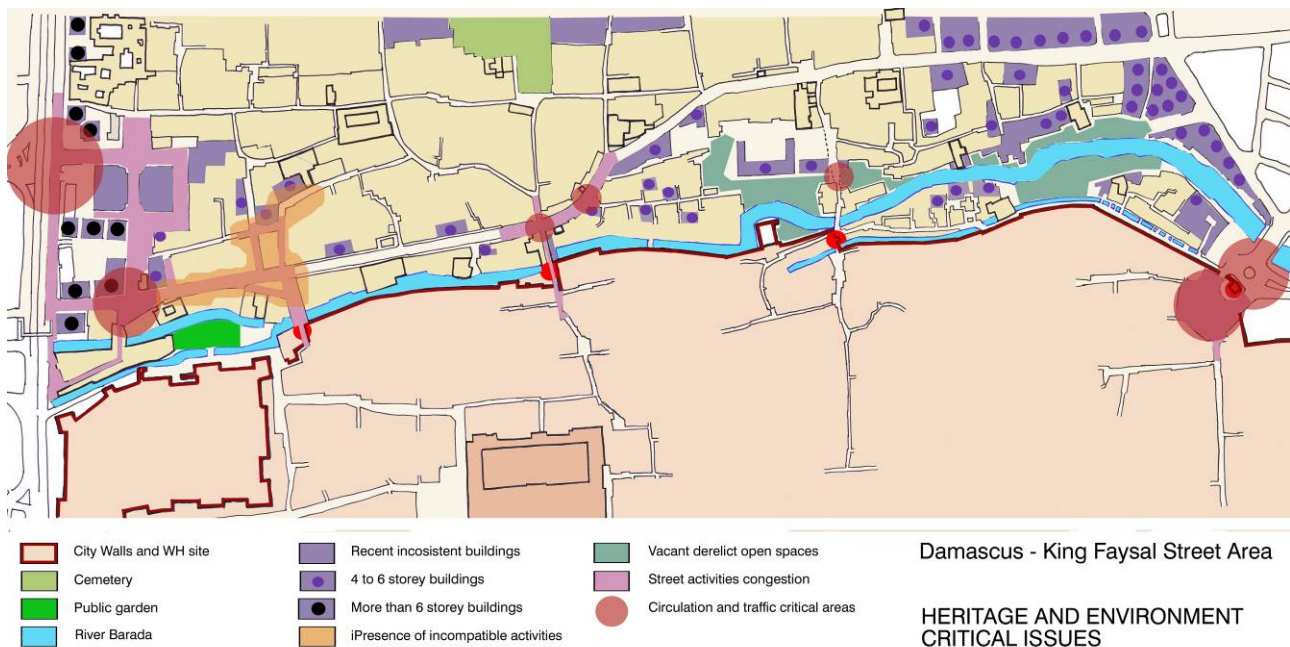 City Walls and WH site
Cemetery
Public garden
River Barada
Recent incosistent buildings
4 to 6 storey buildings
More than 6 storey buildings
iPresence of incompatible activities
Vacant derelict open spaces
Street activities congestion
Circulation and traffic critical areas
Damascus - King Faysal Street Area
HERITAGE AND ENVIRONMENT
CRITICAL ISSUES